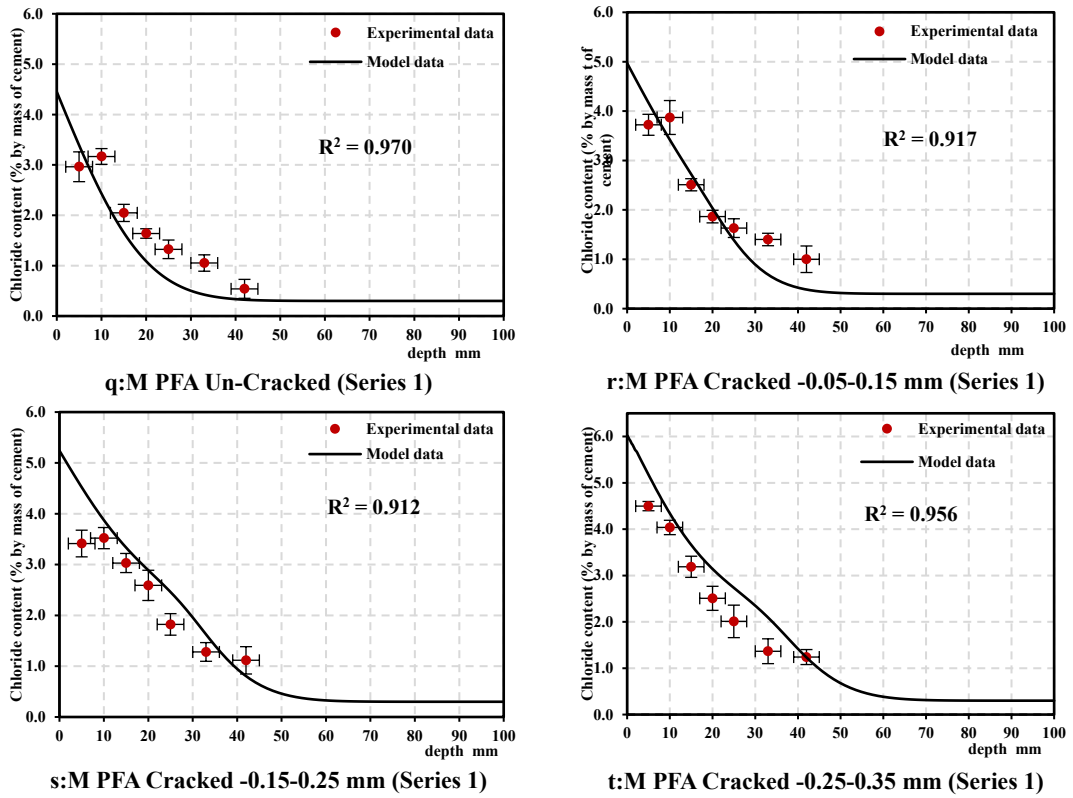 6.0
5.0
4.0
3.0
2.0
1.0
0.0
0 10 20 30 40 50 60 70 80 90 100
Chloride content (% by mass of cement)
depth mm
Experimental data
Model data
R² = 0.970
q:M PFA Un-Cracked (Series 1)
6.0
5.0
4.0
3.0
2.0
1.0
0.0
0 10 20 30 40 50 60 70 80 90 100
Chloride content (% by mass t of
cement)
depth mm
Experimental data
Model data
R² = 0.917
r:M PFA Cracked -0.05-0.15 mm (Series 1)
6.0
5.0
4.0
3.0
2.0
1.0
0.0
0 10 20 30 40 50 60 70 80 90 100
Chloride content (% by mass of cement)
depth mm
Experimental data
Model data
R² = 0.912
s:M PFA Cracked -0.15-0.25 mm (Series 1)
6.0
5.0
4.0
3.0
2.0
1.0
0.0
0 10 20 30 40 50 60 70 80 90 100
Chloride content (% by mass of cement)
depth mm
Experimental data
Model data
R² = 0.956
t:M PFA Cracked -0.25-0.35 mm (Series 1)